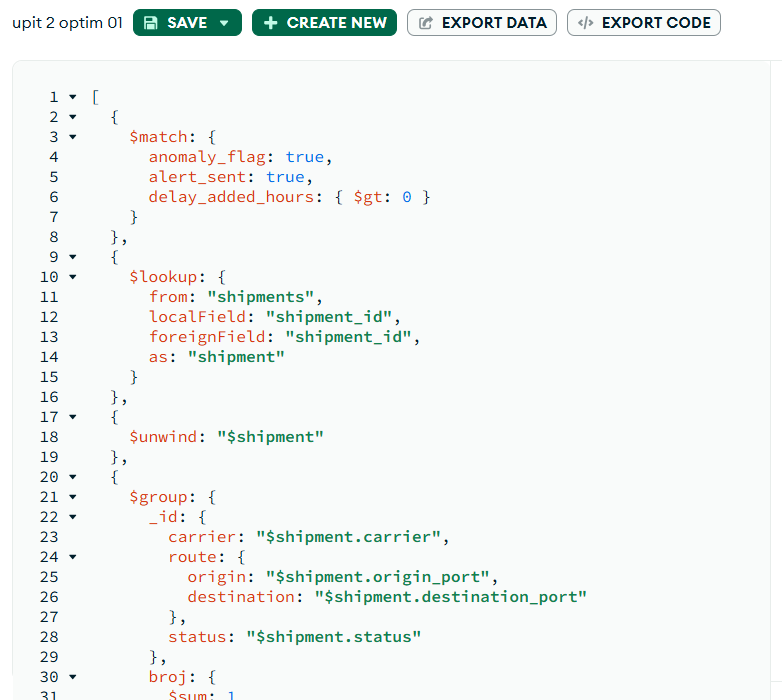 upit 2 optim 01 SAVE CREATE NEW EXPORT DATA </> EXPORT CODE
1 [
2 {
3 $match: {
4 anomaly_flag: true,
5 alert_sent: true,
6 delay_added_hours: { $gt: 0 }
7 }
8 },
9 {
10 $lookup: {
11 from: "shipments",
12 localField: "shipment_id",
13 foreignField: "shipment_id",
14 as: "shipment"
15 }
16 },
17 {
18 $unwind: "$shipment"
19 },
20 {
21 $group: {
22 _id: {
23 carrier: "$shipment.carrier",
24 route: {
25 origin: "$shipment.origin_port",
26 destination: "$shipment.destination_port"
27 },
28 status: "$shipment.status"
29 },
30 broj: {
31 $sum: 1